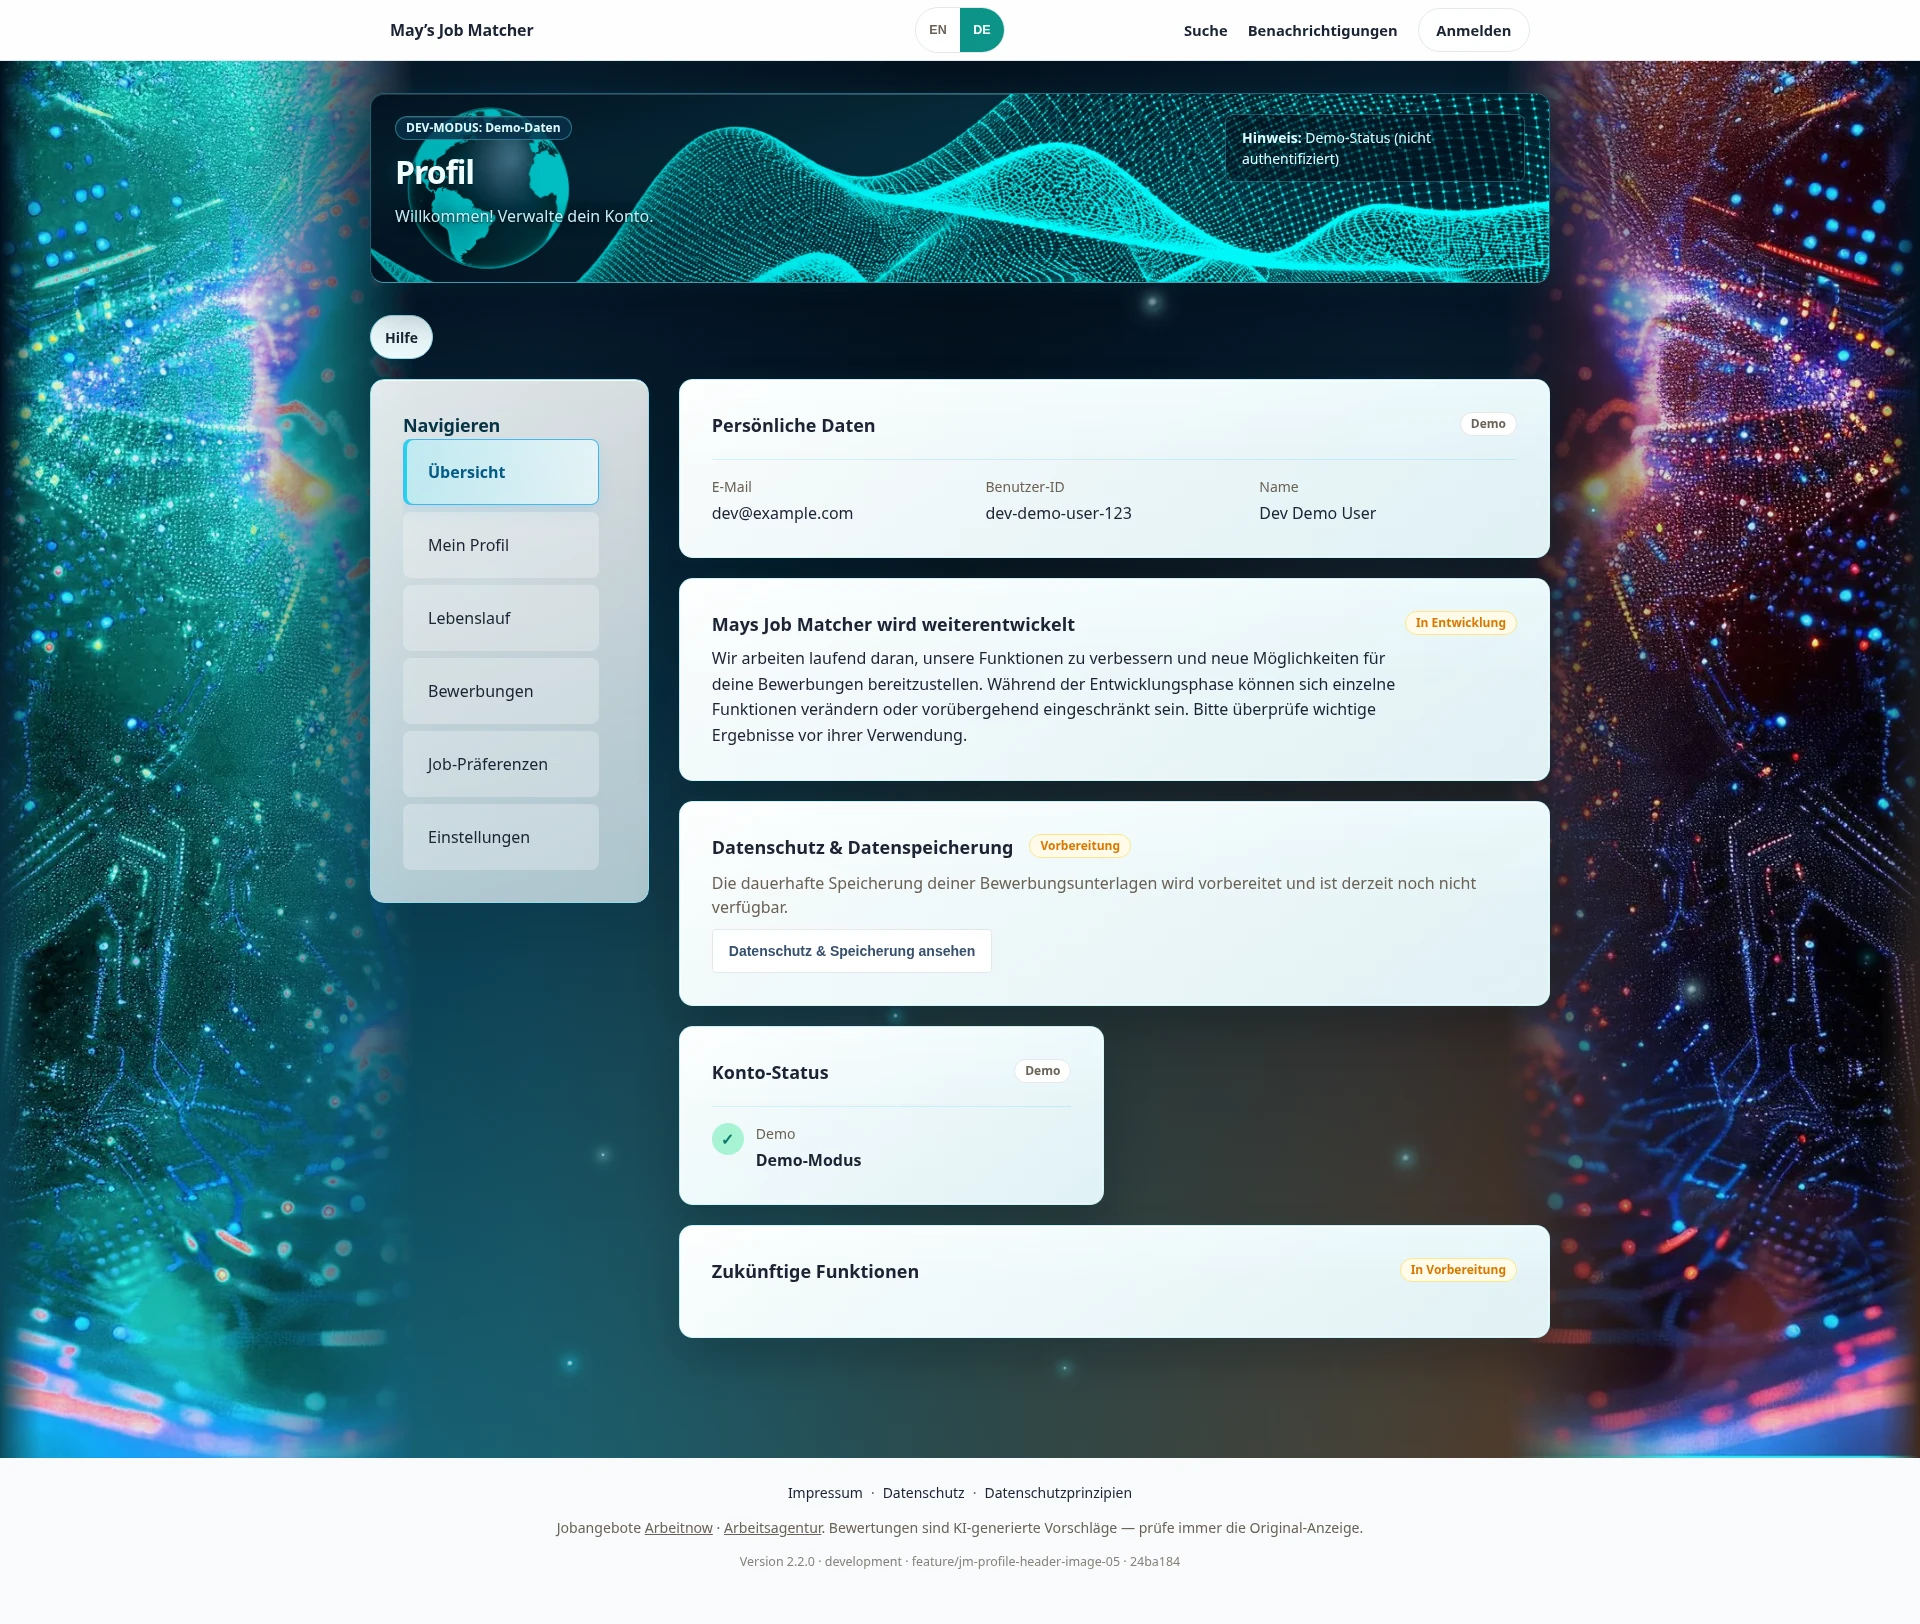 May’s Job Matcher
EN DE
Suche Benachrichtigungen Anmelden
DEV-MODUS: Demo-Daten
Profil
Willkommen! Verwalte dein Konto.
Hinweis: Demo-Status (nicht
authentifiziert)
Hilfe
Navigieren
Übersicht
Mein Profil
Lebenslauf
Bewerbungen
Job-Präferenzen
Einstellungen
Persönliche Daten
Demo
E-Mail
dev@example.com
Benutzer-ID
dev-demo-user-123
Name
Dev Demo User
Mays Job Matcher wird weiterentwickelt
In Entwicklung
Wir arbeiten laufend daran, unsere Funktionen zu verbessern und neue Möglichkeiten für
deine Bewerbungen bereitzustellen. Während der Entwicklungsphase können sich einzelne
Funktionen verändern oder vorübergehend eingeschränkt sein. Bitte überprüfe wichtige
Ergebnisse vor ihrer Verwendung.
Datenschutz & Datenspeicherung
Vorbereitung
Die dauerhafte Speicherung deiner Bewerbungsunterlagen wird vorbereitet und ist derzeit noch nicht
verfügbar.
Datenschutz & Speicherung ansehen
Konto-Status
Demo
✓
Demo
Demo-Modus
Zukünftige Funktionen
In Vorbereitung
Impressum · Datenschutz · Datenschutzprinzipien
Jobangebote Arbeitnow · Arbeitsagentur. Bewertungen sind KI-generierte Vorschläge — prüfe immer die Original-Anzeige.
Version 2.2.0 · development · feature/jm-profile-header-image-05 · 24ba184